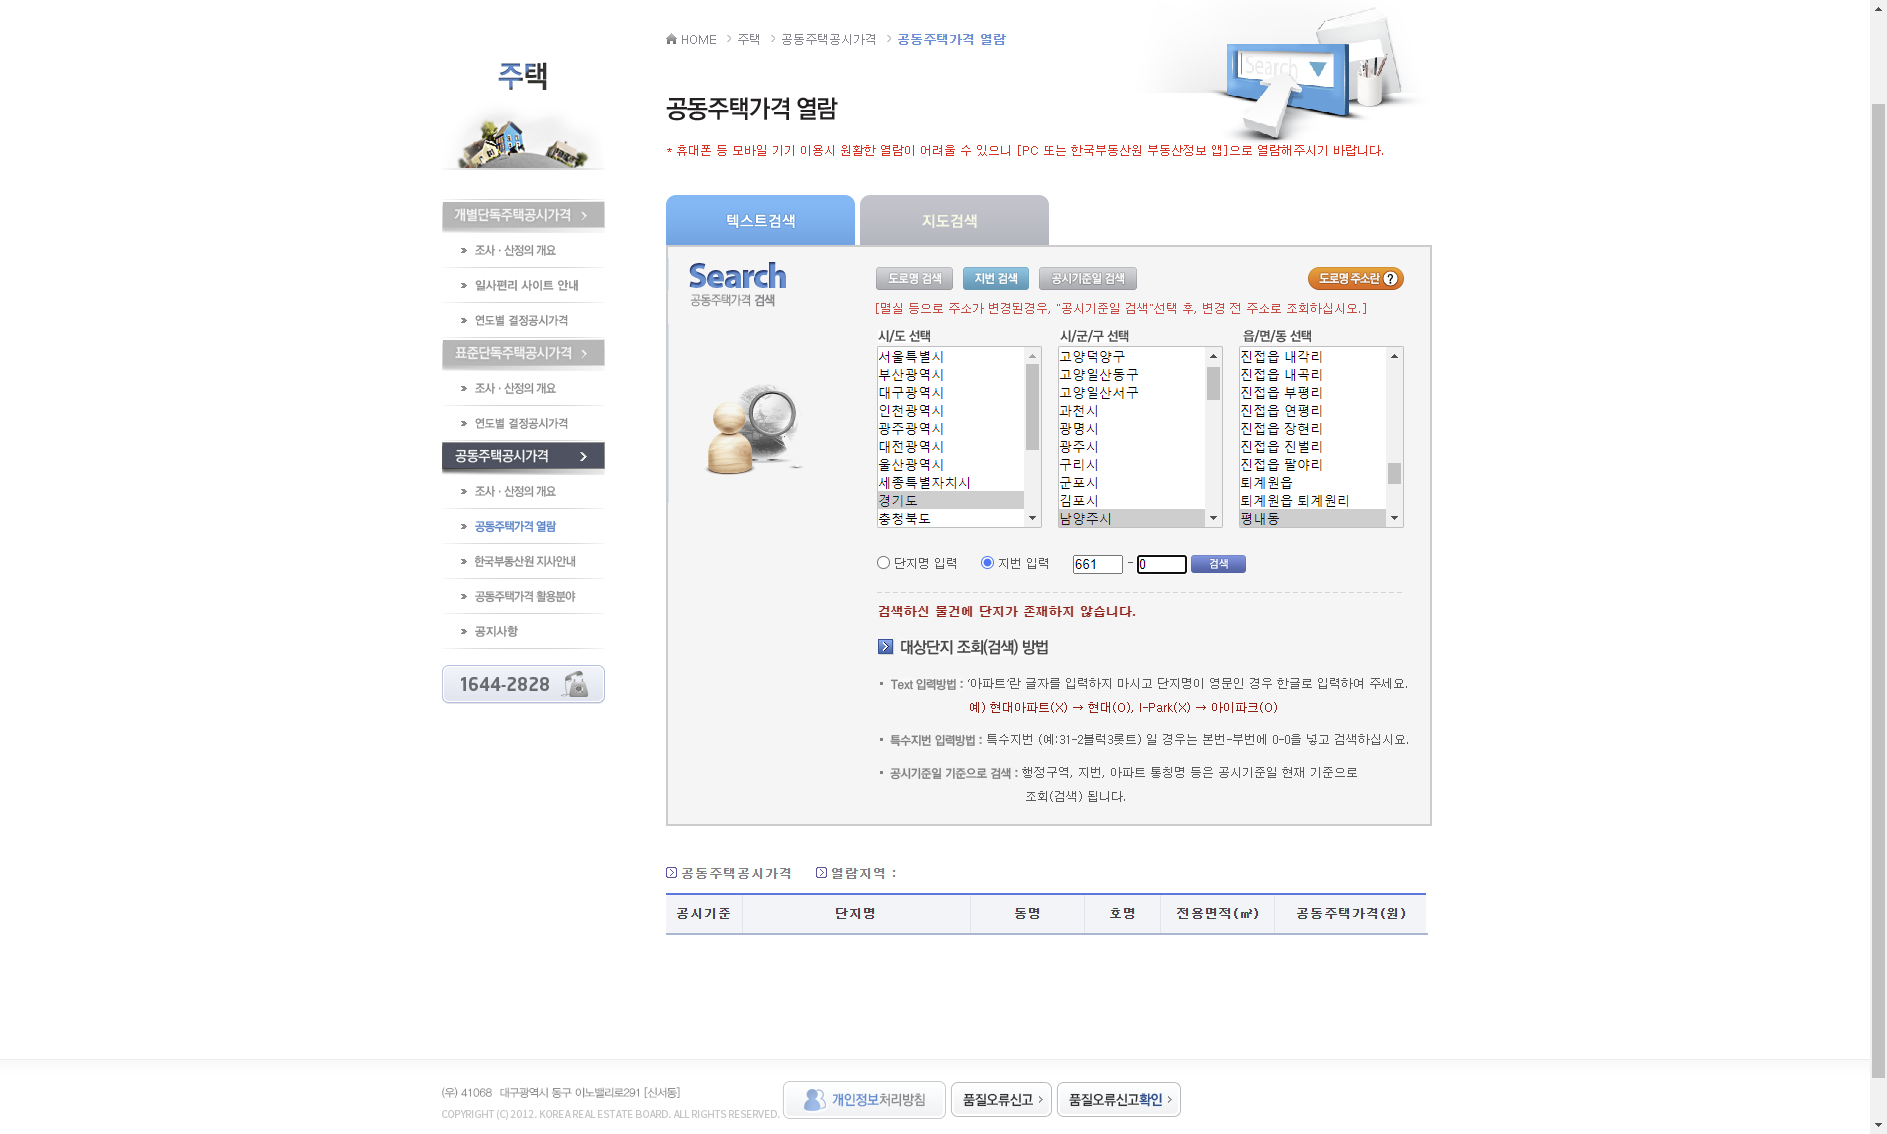 HOME > 주택 > 공동주택공시가격 > 공동주택가격 열람
주택
Search
공동주택가격 열람
* 휴대폰 등 모바일 기기 이용시 원활한 열람이 어려울 수 있으니 [PC 또는 한국부동산원 부동산정보 앱]으로 열람해주시기 바랍니다.
개별단독주택공시가격
조사 · 산정의 개요
일사편리 사이트 안내
연도별 결정공시가격
표준단독주택공시가격
조사 · 산정의 개요
연도별 결정공시가격
공동주택공시가격
조사 · 산정의 개요
공동주택가격 열람
한국부동산원 지사안내
공동주택가격 활용분야
공지사항
1644-2828
텍스트검색 지도검색
Search
공동주택가격 검색
도로명 검색 지번 검색 공시기준일 검색 도로명 주소란 ?
[멸실 등으로 주소가 변경된경우, "공시기준일 검색"선택 후, 변경 전 주소로 조회하십시오.]
시/도 선택 시/군/구 선택 읍/면/동 선택
서울특별시 고양덕양구 진접읍 내각리
부산광역시 고양일산동구 진접읍 내곡리
대구광역시 고양일산서구 진접읍 부평리
인천광역시 과천시 진접읍 연평리
광주광역시 광명시 진접읍 장현리
대전광역시 광주시 진접읍 진벌리
울산광역시 구리시 진접읍 팔야리
세종특별자치시 군포시 퇴계원읍
경기도 김포시 퇴계원읍 퇴계원리
충청북도 남양주시 평내동
단지명 입력 지번 입력 661 - 0 검색
검색하신 물건에 단지가 존재하지 않습니다.
대상단지 조회(검색) 방법
Text 입력방법 : '아파트'란 글자를 입력하지 마시고 단지명이 영문인 경우 한글로 입력하여 주세요.
예) 현대아파트(X) → 현대(O), I-Park(X) → 아이파크(O)
특수지번 입력방법 : 특수지번 (예:31-2블럭3롯트) 일 경우는 본번-부번에 0-0을 넣고 검색하십시요.
공시기준일 기준으로 검색 : 행정구역, 지번, 아파트 통칭명 등은 공시기준일 현재 기준으로
조회(검색) 됩니다.
공동주택공시가격 열람지역 :
공시기준 단지명 동명 호명 전용면적(㎡) 공동주택가격(원)
(우) 41068 대구광역시 동구 이노밸리로291 [신서동]
COPYRIGHT (C) 2012. KOREA REAL ESTATE BOARD. ALL RIGHTS RESERVED.
개인정보처리방침 품질오류신고 > 품질오류신고확인 >